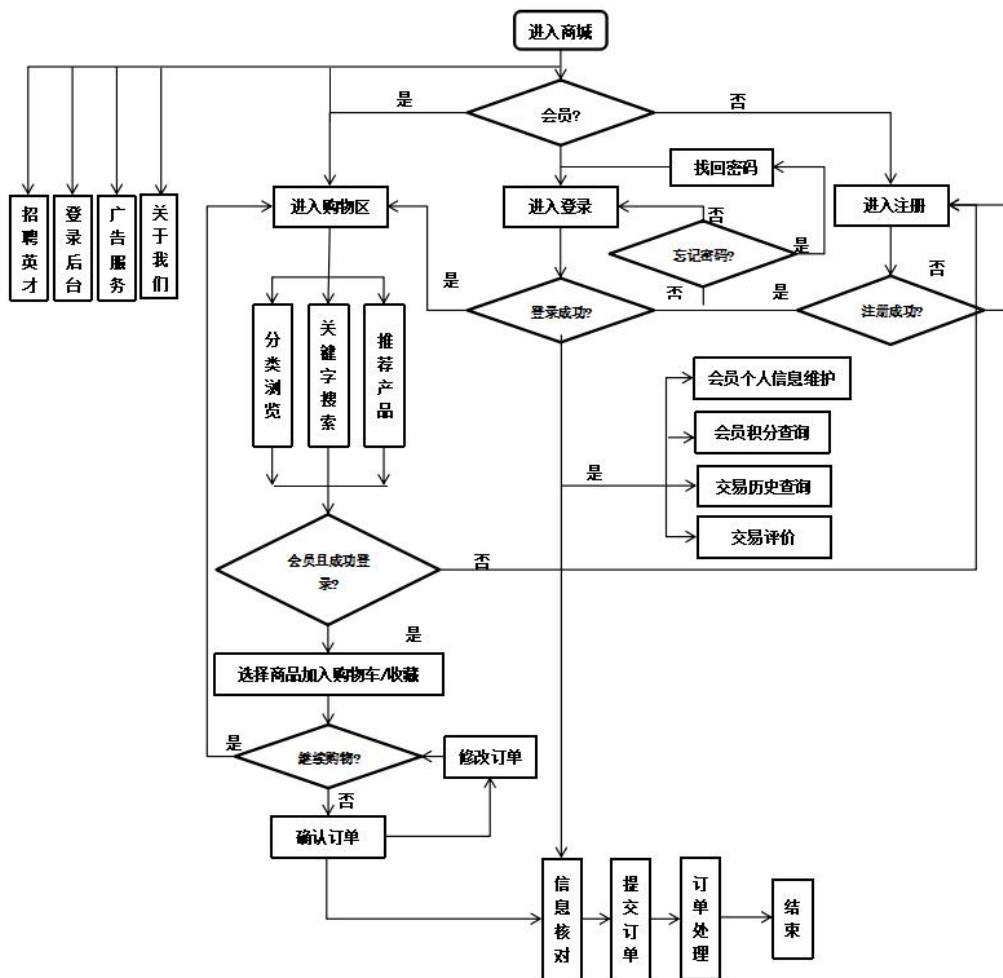 进入商城
是
会员?
否
找回密码
招聘英才
登录后台
广告服务
关于我们
进入购物区
进入登录
否
进入注册
忘记密码?
是
否
是
登录成功?
否
是
注册成功?
分类浏览
关键字搜索
推荐产品
会员个人信息维护
会员积分查询
是
交易历史查询
交易评价
会员且成功登
录?
否
是
选择商品加入购物车/收藏
是
继续购物?
修改订单
否
确认订单
信息核对
提交订单
订单处理
结束